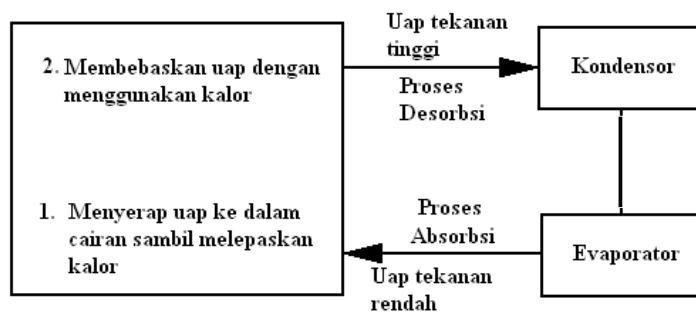 2. Membebaskan uap dengan
menggunakan kalor
1. Menyerap uap ke dalam
cairan sambil melepaskan
kalor
Uap tekanan
tinggi
Proses
Desorbsi
Kondensor
Proses
Absorbsi
Uap tekanan
rendah
Evaporator